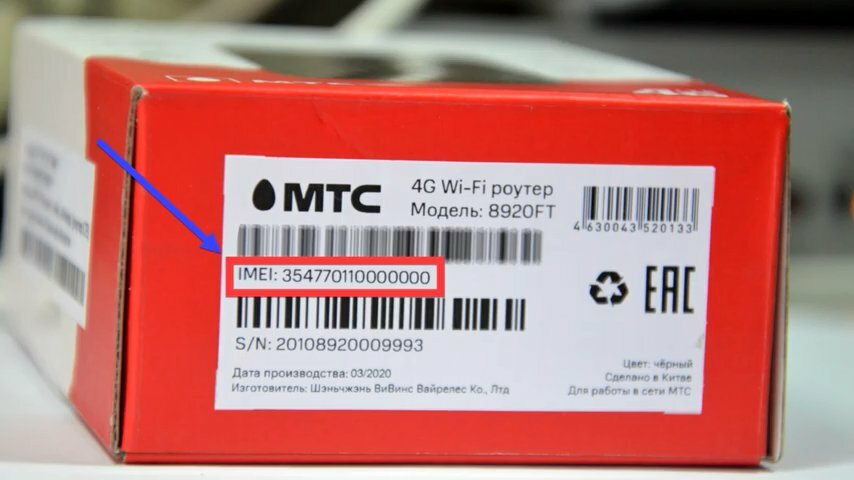 МТС
4G Wi-Fi роутер
Модель: 8920FT
4 630043 520133
IMEI: 354770110000000
EAC
S/N: 20108920009993
Дата производства: 03/2020
Изготовитель: Шэньчжэнь ВиВинс Вайрелес Ко., Лтд
Цвет: чёрный
Сделано в Китае
Для работы в сети МТС